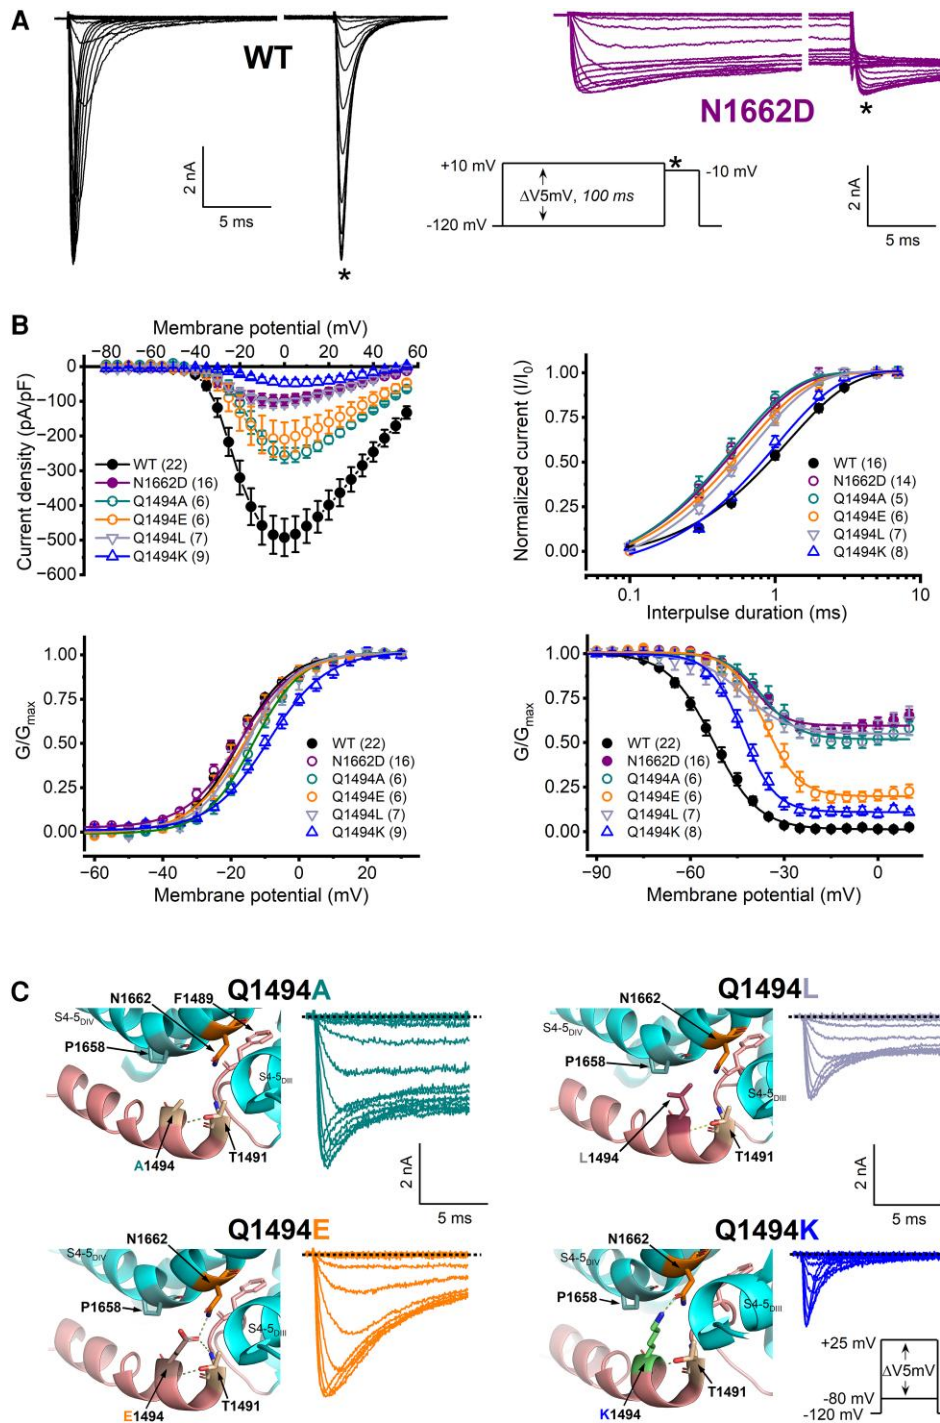 A
WT
N1662D
*
*
2 nA
5 ms
+10 mV
*
-10 mV
ΔV5mV, 100 ms
-120 mV
2 nA
5 ms
B
Membrane potential (mV)
−80 −60 −40 −20 0 20 40 60
Current density (pA/pF)
0
−100
−200
−300
−400
−500
−600
WT (22)
N1662D (16)
Q1494A (6)
Q1494E (6)
Q1494L (7)
Q1494K (9)
Normalized current (I/I0)
1.00
0.75
0.50
0.25
0.00
WT (16)
N1662D (14)
Q1494A (5)
Q1494E (6)
Q1494L (7)
Q1494K (8)
0.1 1 10
Interpulse duration (ms)
G/Gmax
1.00
0.75
0.50
0.25
0.00
WT (22)
N1662D (16)
Q1494A (6)
Q1494E (6)
Q1494L (7)
Q1494K (9)
−60 −40 −20 0 20
Membrane potential (mV)
G/Gmax
1.00
0.75
0.50
0.25
0.00
WT (22)
N1662D (16)
Q1494A (6)
Q1494E (6)
Q1494L (7)
Q1494K (8)
−90 −60 −30 0
Membrane potential (mV)
C
Q1494A
N1662 F1489
S4-5DIV
P1658
S4-5DIII
A1494
T1491
2 nA
5 ms
Q1494L
N1662
S4-5DIV
P1658
S4-5DIII
L1494
T1491
2 nA
5 ms
Q1494E
N1662
S4-5DIV
P1658
S4-5DIII
E1494
T1491
Q1494K
N1662
S4-5DIV
P1658
S4-5DIII
K1494
T1491
+25 mV
ΔV5mV
-80 mV
-120 mV